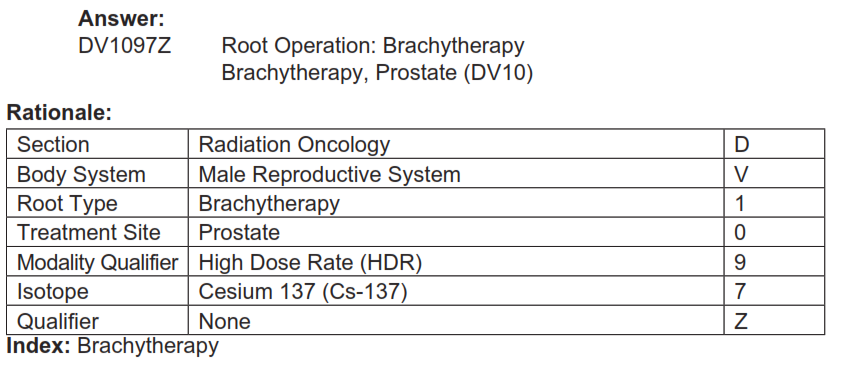 Answer:
DV1097Z Root Operation: Brachytherapy
Brachytherapy, Prostate (DV10)
Rationale:
Section Radiation Oncology D
Body System Male Reproductive System V
Root Type Brachytherapy 1
Treatment Site Prostate 0
Modality Qualifier High Dose Rate (HDR) 9
Isotope Cesium 137 (Cs-137) 7
Qualifier None Z
Index: Brachytherapy